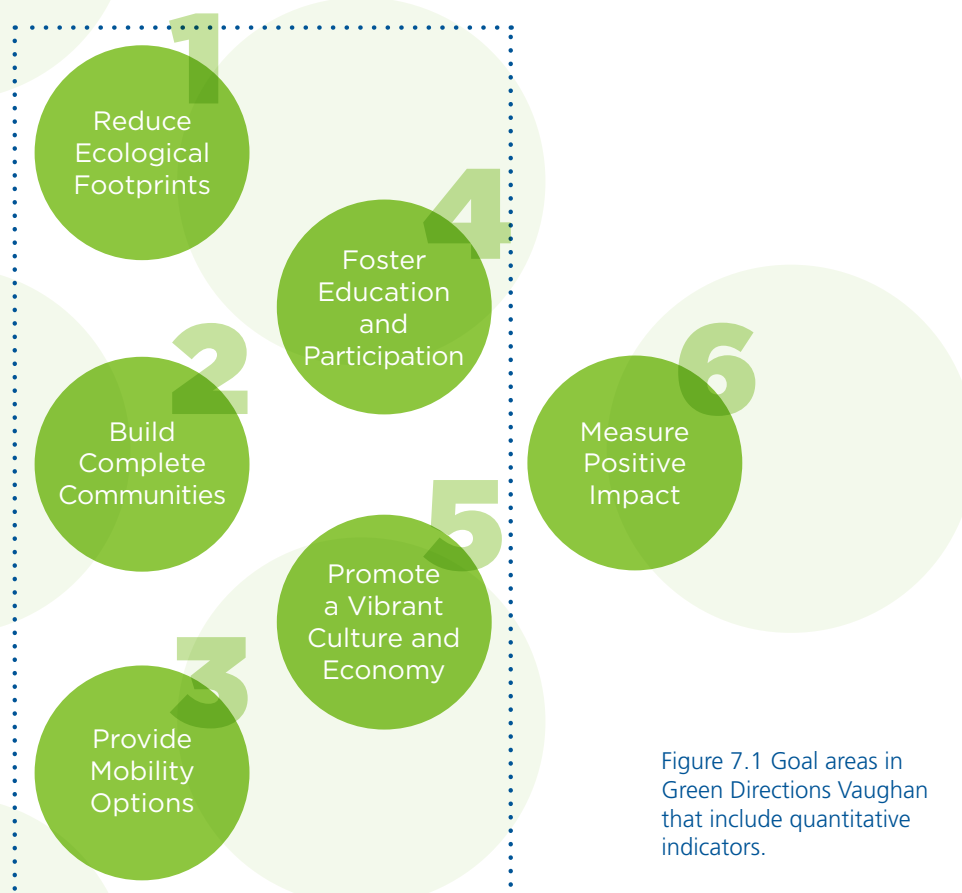 1
Reduce
Ecological
Footprints
2
Build
Complete
Communities
3
Provide
Mobility
Options
4
Foster
Education
and
Participation
5
Promote
a Vibrant
Culture and
Economy
6
Measure
Positive
Impact
Figure 7.1 Goal areas in
Green Directions Vaughan
that include quantitative
indicators.